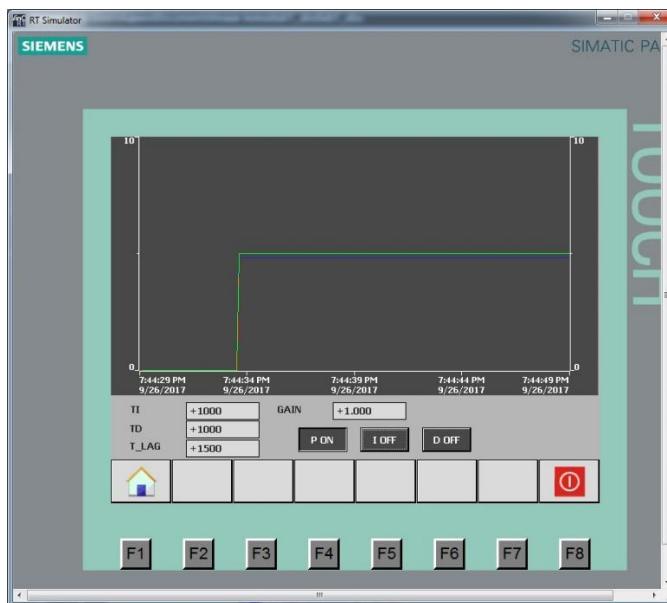 RT Simulator
SIEMENS
SIMATIC PA
TOUCH
10 10
0 0
7:44:29 PM 7:44:34 PM 7:44:39 PM 7:44:44 PM 7:44:49 PM
9/26/2017 9/26/2017 9/26/2017 9/26/2017 9/26/2017
TI +1000 GAIN +1.000
TD +1000
T_LAG +1500
P ON I OFF D OFF
F1 F2 F3 F4 F5 F6 F7 F8